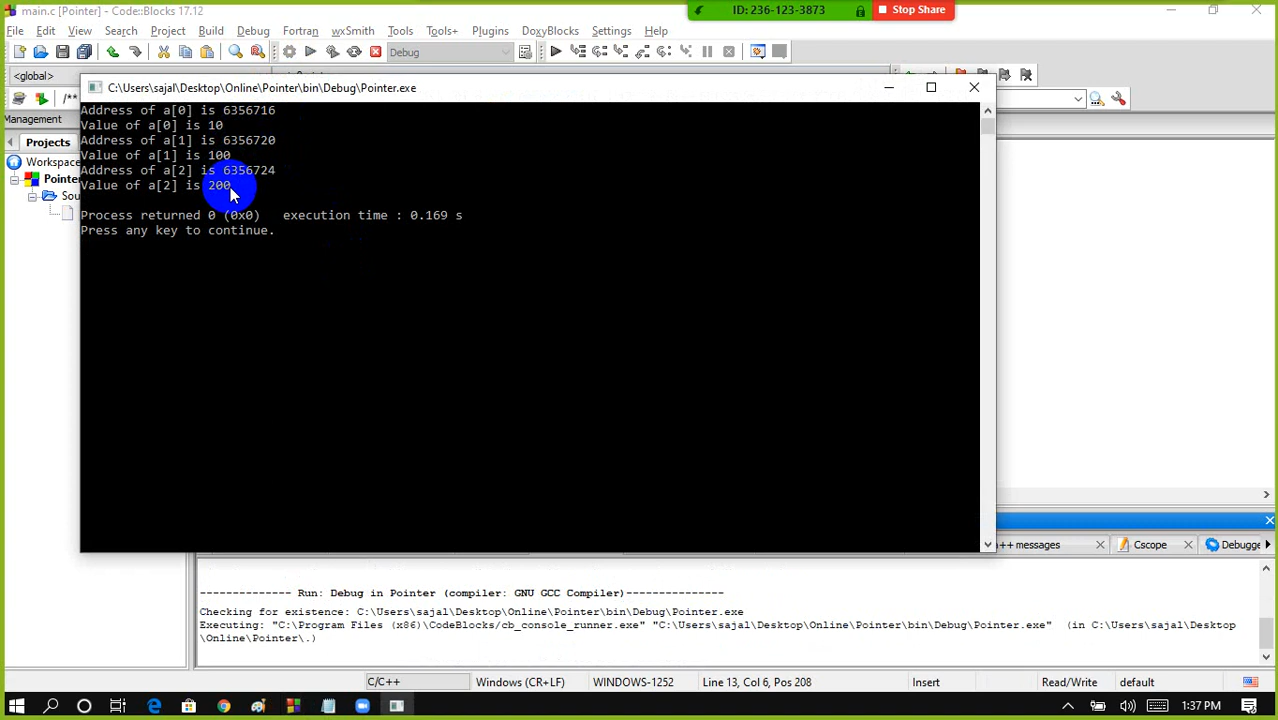 main.c [Pointer] - Code::Blocks 17.12
ID: 236-123-3873
Stop Share
File Edit View Search Project Build Debug Fortran wxSmith Tools Tools+ Plugins DoxyBlocks Settings Help
Debug
<global>
/**
C:\Users\sajal\Desktop\Online\Pointer\bin\Debug\Pointer.exe
Management
Projects
Workspace
Pointer
Sou
Address of a[0] is 6356716
Value of a[0] is 10
Address of a[1] is 6356720
Value of a[1] is 100
Address of a[2] is 6356724
Value of a[2] is 200
Process returned 0 (0x0)   execution time : 0.169 s
Press any key to continue.
++ messages
Cscope
Debugge
-------------- Run: Debug in Pointer (compiler: GNU GCC Compiler)---------------
Checking for existence: C:\Users\sajal\Desktop\Online\Pointer\bin\Debug\Pointer.exe
Executing: "C:\Program Files (x86)\CodeBlocks/cb_console_runner.exe" "C:\Users\sajal\Desktop\Online\Pointer\bin\Debug\Pointer.exe"  (in C:\Users\sajal\Desktop
\Online\Pointer\.)
C/C++
Windows (CR+LF)
WINDOWS-1252
Line 13, Col 6, Pos 208
Insert
Read/Write
default
1:37 PM